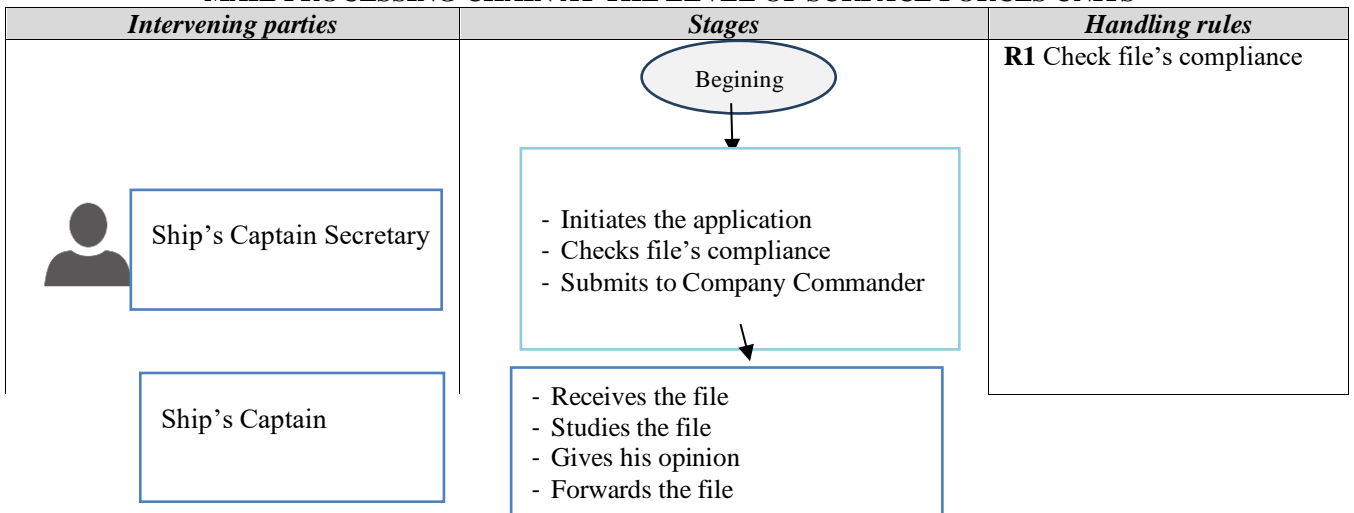 Intervening parties
Stages
Handling rules
Begining
R1 Check file's compliance
Ship's Captain Secretary
- Initiates the application
- Checks file's compliance
- Submits to Company Commander
Ship's Captain
- Receives the file
- Studies the file
- Gives his opinion
- Forwards the file